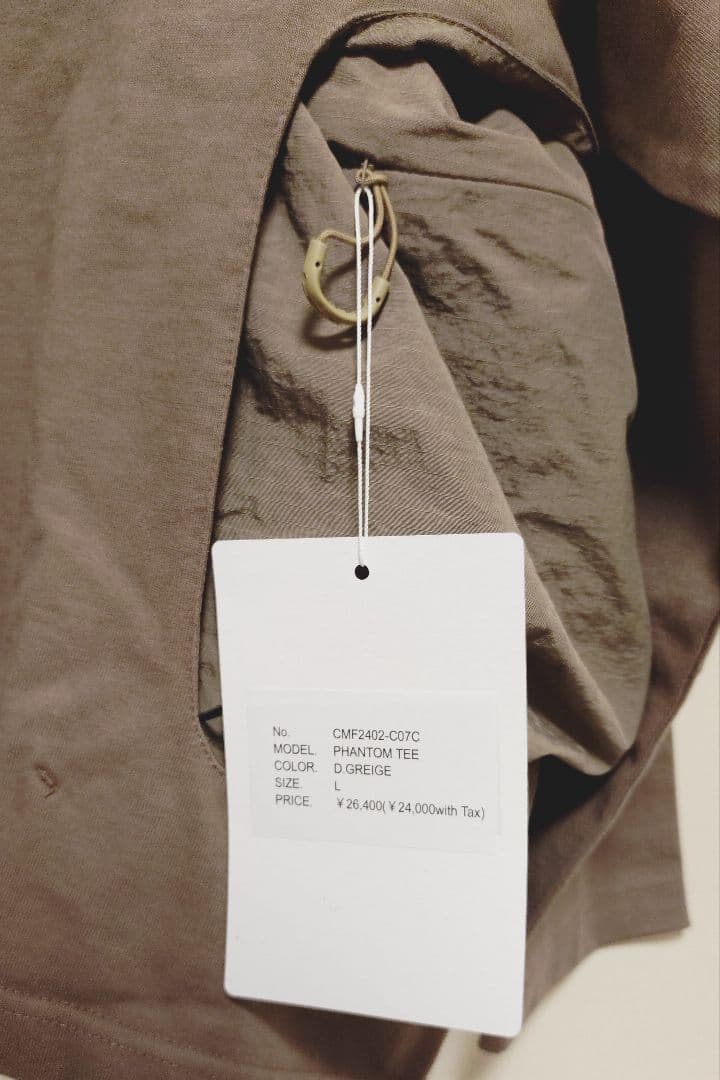 No. CMF2402-C07C
MODEL. PHANTOM TEE
COLOR. D.GREIGE
SIZE. L
PRICE. ¥26,400(¥24,000with Tax)